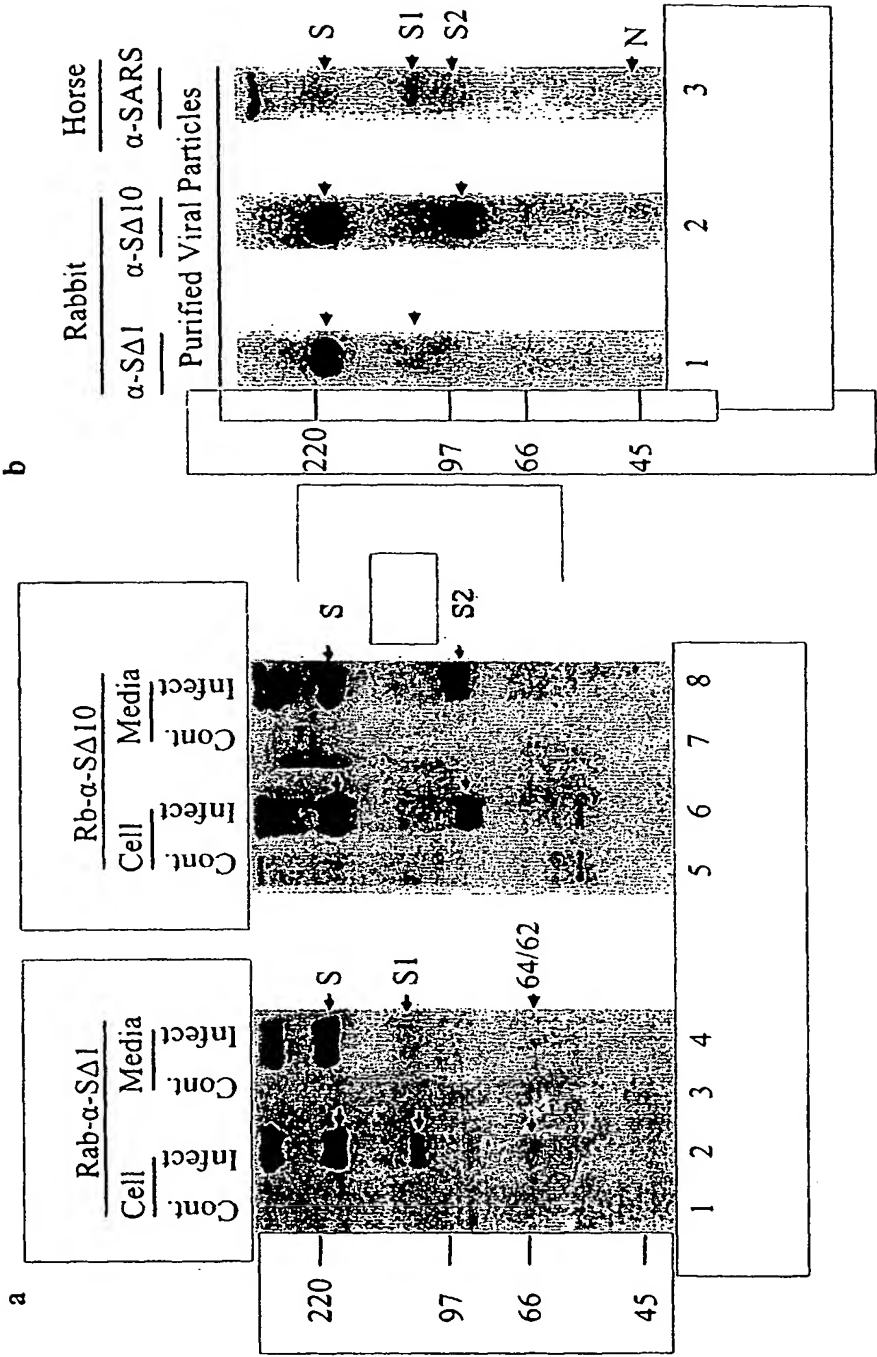 a
Rab-α-SΔ1
Cell Media
Cont. Infect Cont. Infect
220
97
66
45
S
S1
64/62
1 2 3 4
Rb-α-SΔ10
Cell Media
Cont. Infect Cont. Infect
S
S2
5 6 7 8
b
Rabbit Horse
α-SΔ1 α-SΔ10 α-SARS
Purified Viral Particles
220
97
66
45
S
S1
S2
N
1 2 3